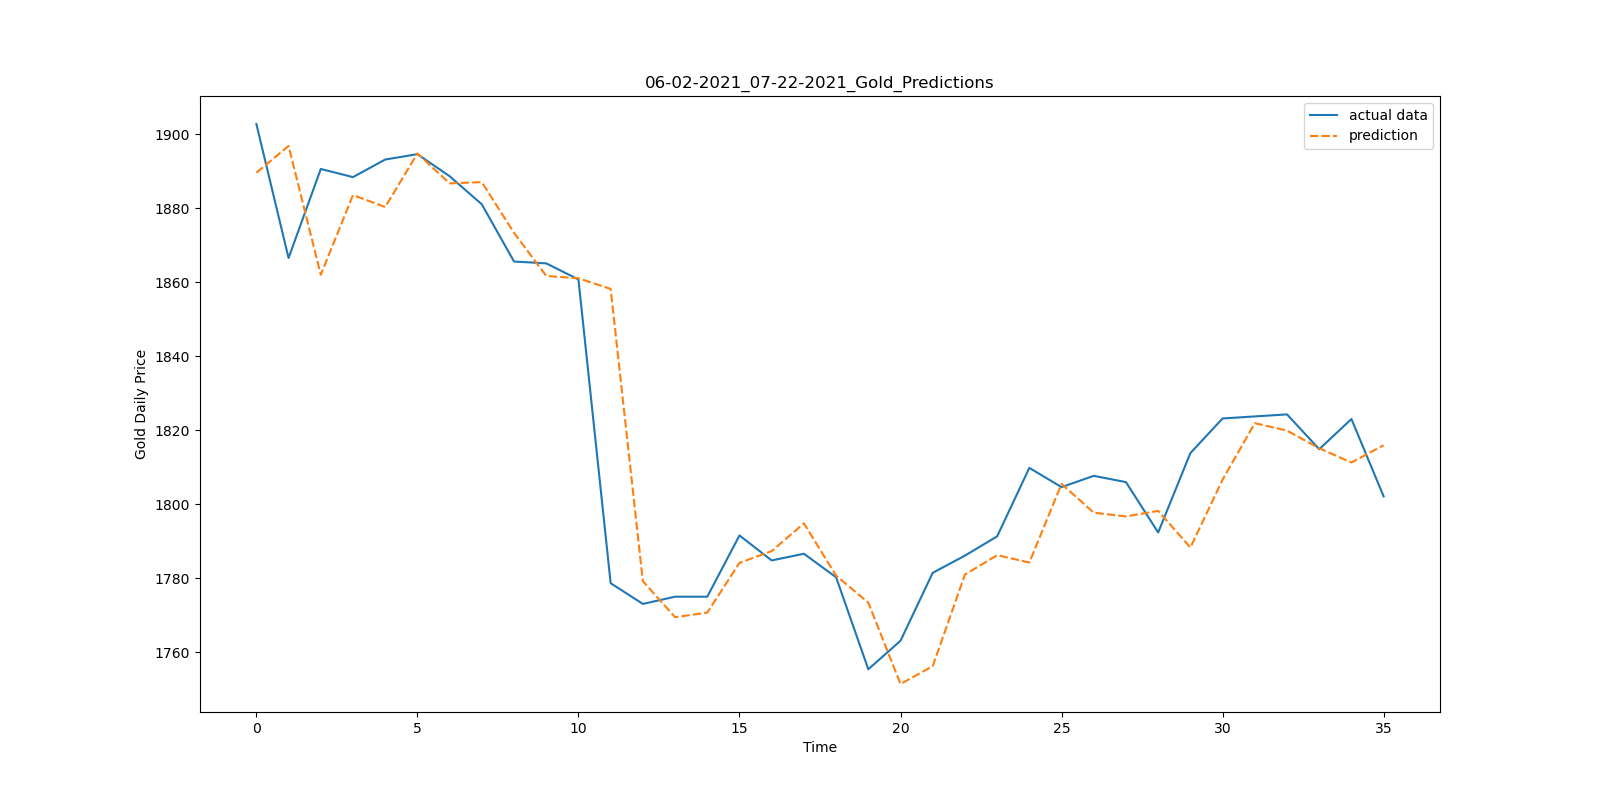 06-02-2021_07-22-2021_Gold_Predictions
actual data
prediction
Gold Daily Price
1900
1880
1860
1840
1820
1800
1780
1760
0 5 10 15 20 25 30 35
Time